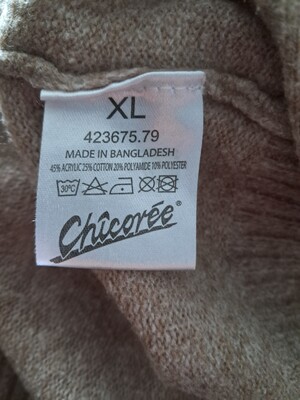 XL
423675.79
MADE IN BANGLADESH
45% ACRYLIC 25% COTTON 20% POLYAMIDE 10% POLYESTER
30°C
Chicorée®